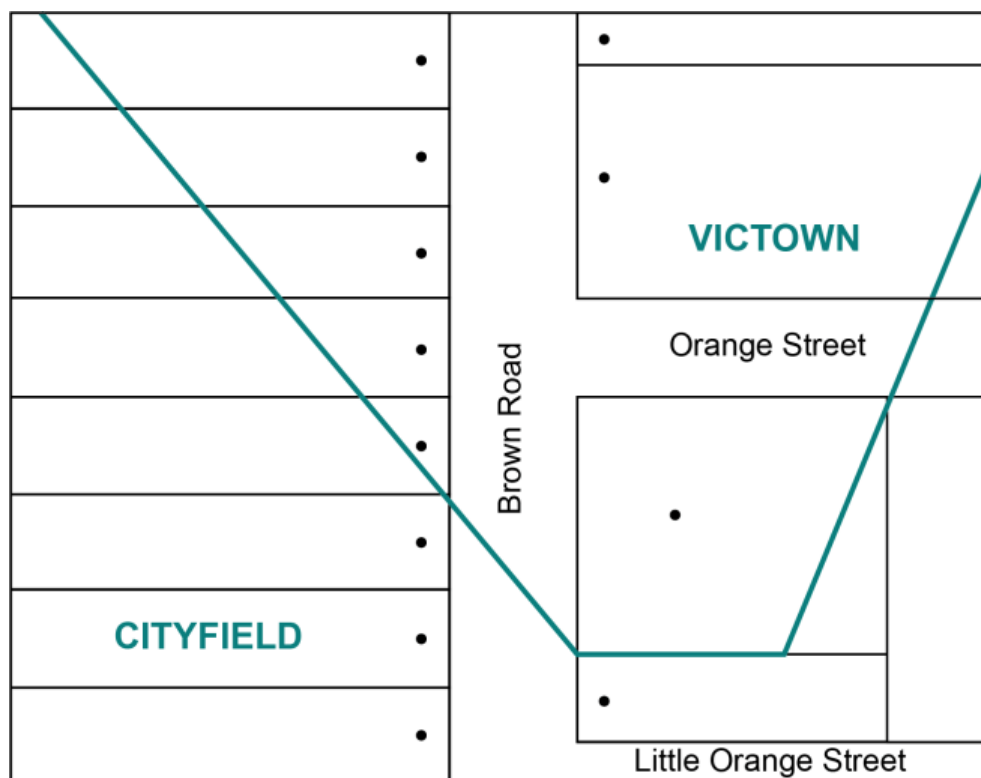 VICTOWN
Orange Street
Brown Road
CITYFIELD
Little Orange Street